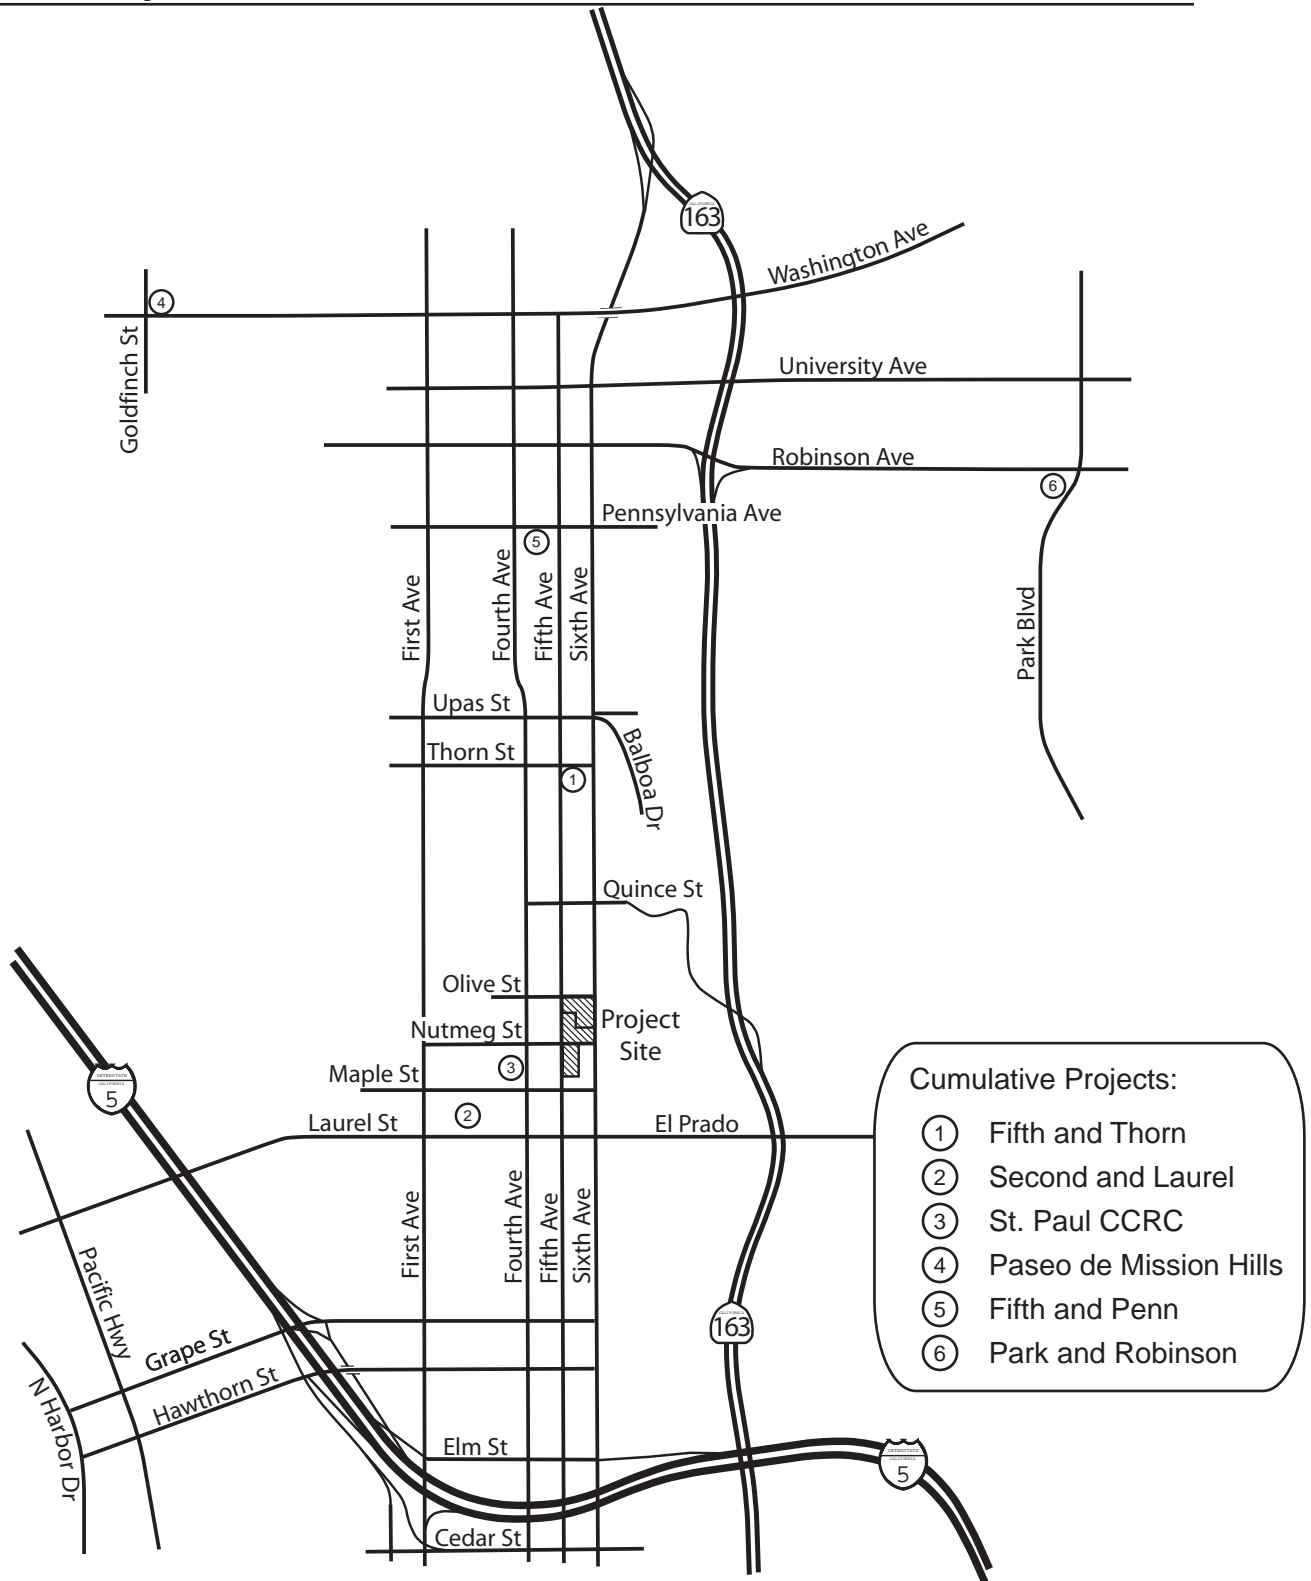 163
Washington Ave
4
Goldfinch St
University Ave
Robinson Ave
6
Pennsylvania Ave
5
First Ave
Fourth Ave
Fifth Ave
Sixth Ave
Park Blvd
Upas St
Thorn St
1
Balboa Dr
Quince St
Olive St
Project
Site
Nutmeg St
3
Maple St
INTERSTATE
CALIFORNIA
5
2
Laurel St
El Prado
Cumulative Projects:
1 Fifth and Thorn
2 Second and Laurel
3 St. Paul CCRC
4 Paseo de Mission Hills
5 Fifth and Penn
6 Park and Robinson
First Ave
Fourth Ave
Fifth Ave
Sixth Ave
Pacific Hwy
CALIFORNIA
163
Grape St
Hawthorn St
N Harbor Dr
Elm St
INTERSTATE
CALIFORNIA
5
Cedar St